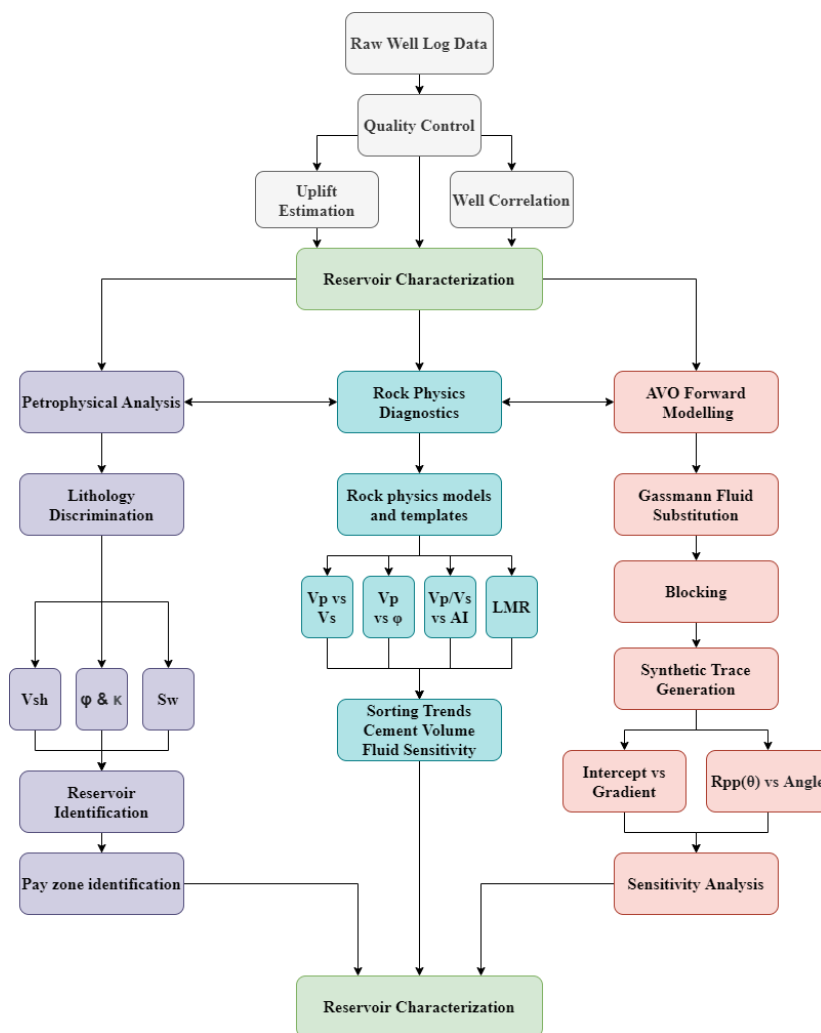 Raw Well Log Data
Quality Control
Uplift
Estimation
Well Correlation
Reservoir Characterization
Petrophysical Analysis
Rock Physics
Diagnostics
AVO Forward
Modelling
Lithology
Discrimination
Rock physics models
and templates
Gassmann Fluid
Substitution
Vp vs
Vs
Vp
vs φ
Vp/Vs
vs AI
LMR
Blocking
Synthetic Trace
Generation
Vsh
φ & κ
Sw
Sorting Trends
Cement Volume
Fluid Sensitivity
Intercept vs
Gradient
Rpp(θ) vs Angle
Reservoir
Identification
Pay zone identification
Sensitivity Analysis
Reservoir Characterization